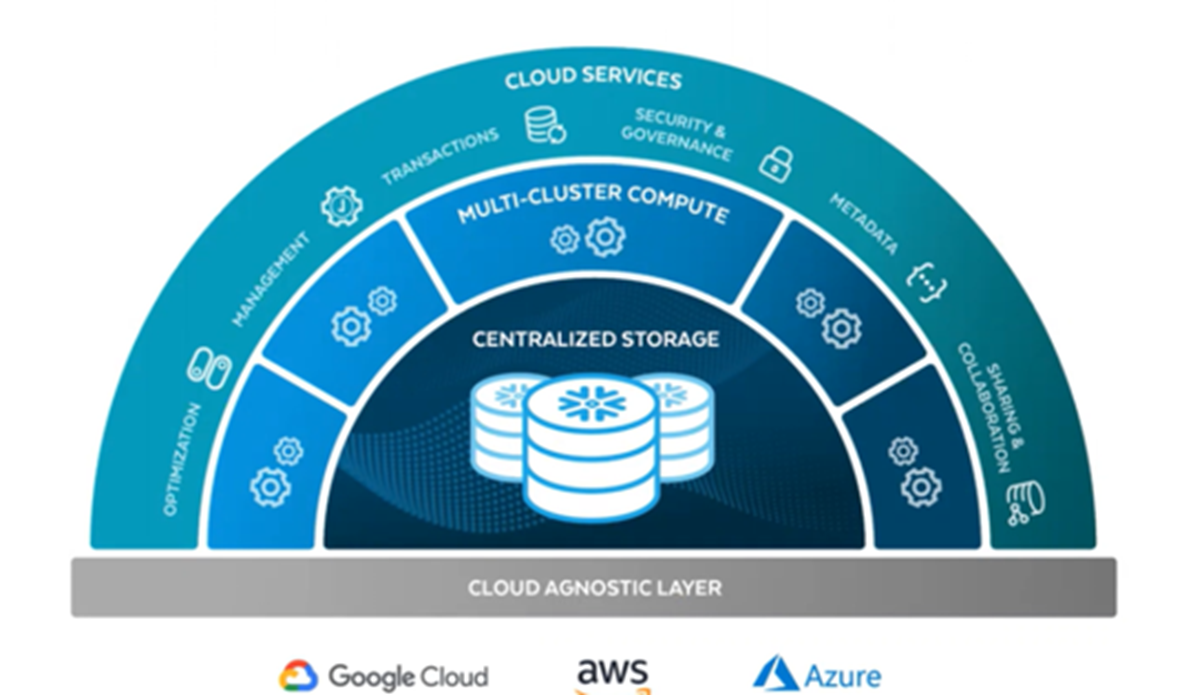 CLOUD SERVICES
OPTIMIZATION
MANAGEMENT
TRANSACTIONS
SECURITY &
GOVERNANCE
METADATA
SHARING &
COLLABORATION
MULTI-CLUSTER COMPUTE
CENTRALIZED STORAGE
CLOUD AGNOSTIC LAYER
Google Cloud
aws
Azure